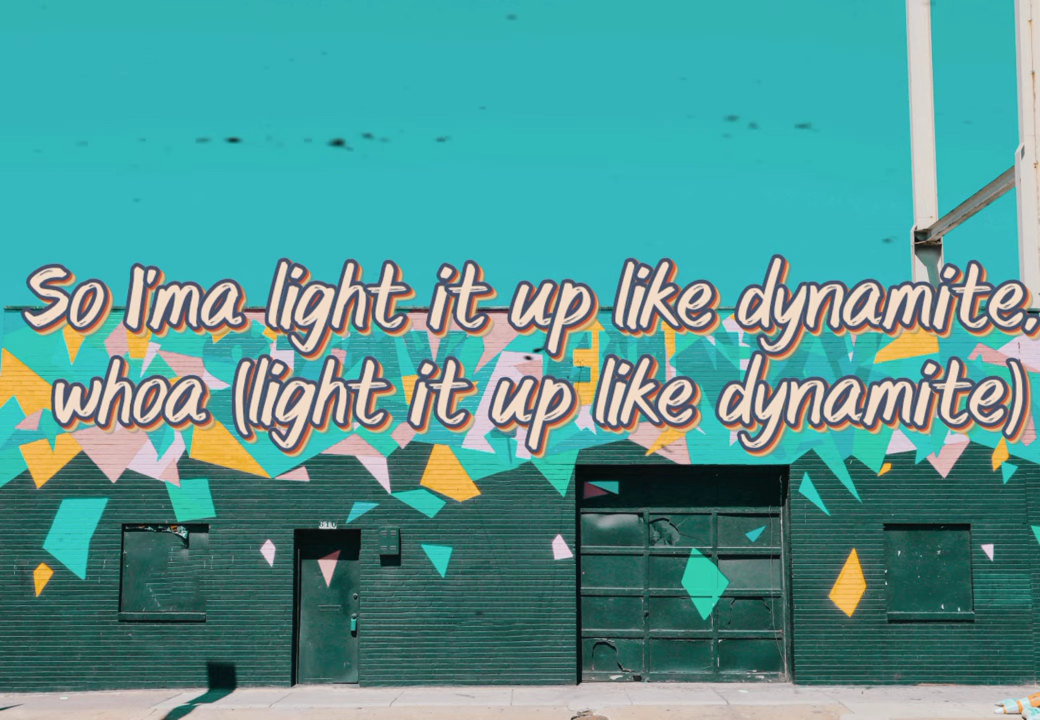 So I'ma light it up like dynamite,
whoa (light it up like dynamite)